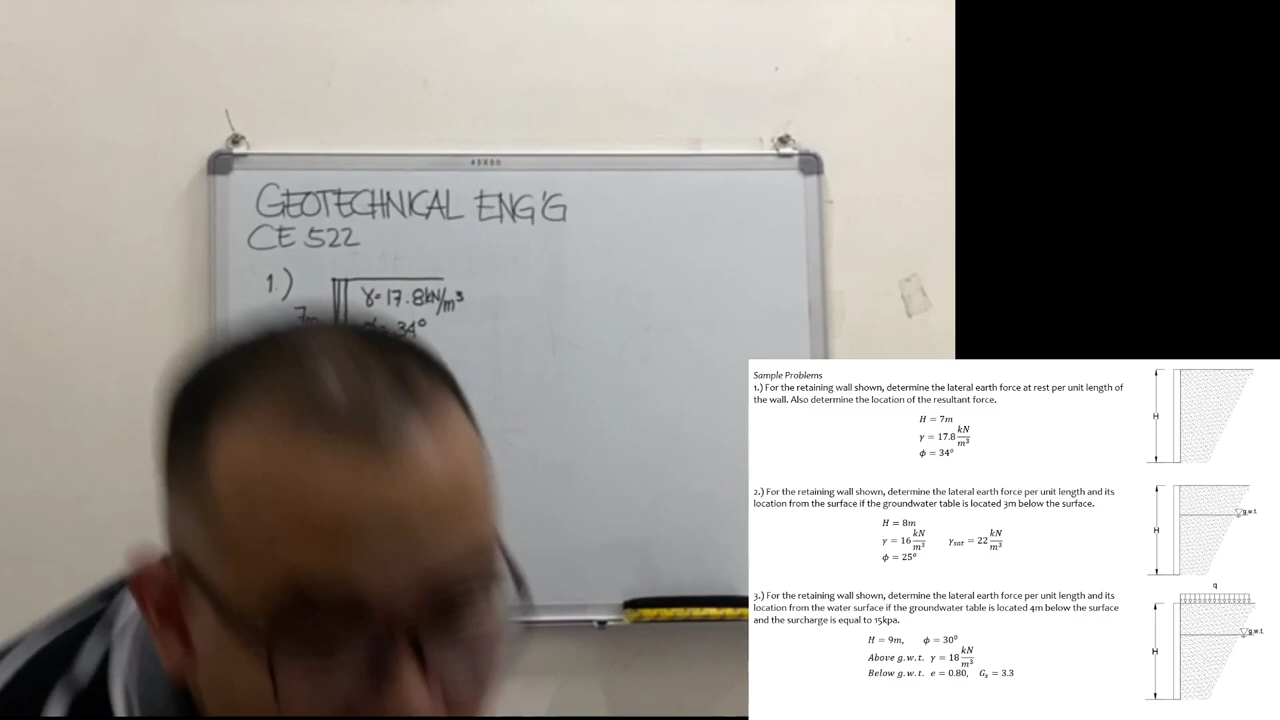 45X60
GEOTECHNICAL ENG'G
CE 522
1.)
γ= 17.8kN/m³
34°
Sample Problems
1.) For the retaining wall shown, determine the lateral earth force at rest per unit length of
the wall. Also determine the location of the resultant force.
H = 7m
γ = 17.8 kN/m³
ϕ = 34°
H
2.) For the retaining wall shown, determine the lateral earth force per unit length and its
location from the surface if the groundwater table is located 3m below the surface.
H = 8m
γ = 16 kN/m³ γsat = 22 kN/m³
ϕ = 25°
g.w.t.
H
3.) For the retaining wall shown, determine the lateral earth force per unit length and its
location from the water surface if the groundwater table is located 4m below the surface
and the surcharge is equal to 15kpa.
H = 9m, ϕ = 30°
Above g.w.t. γ = 18 kN/m³
Below g.w.t. e = 0.80, Gs = 3.3
q
g.w.t.
H